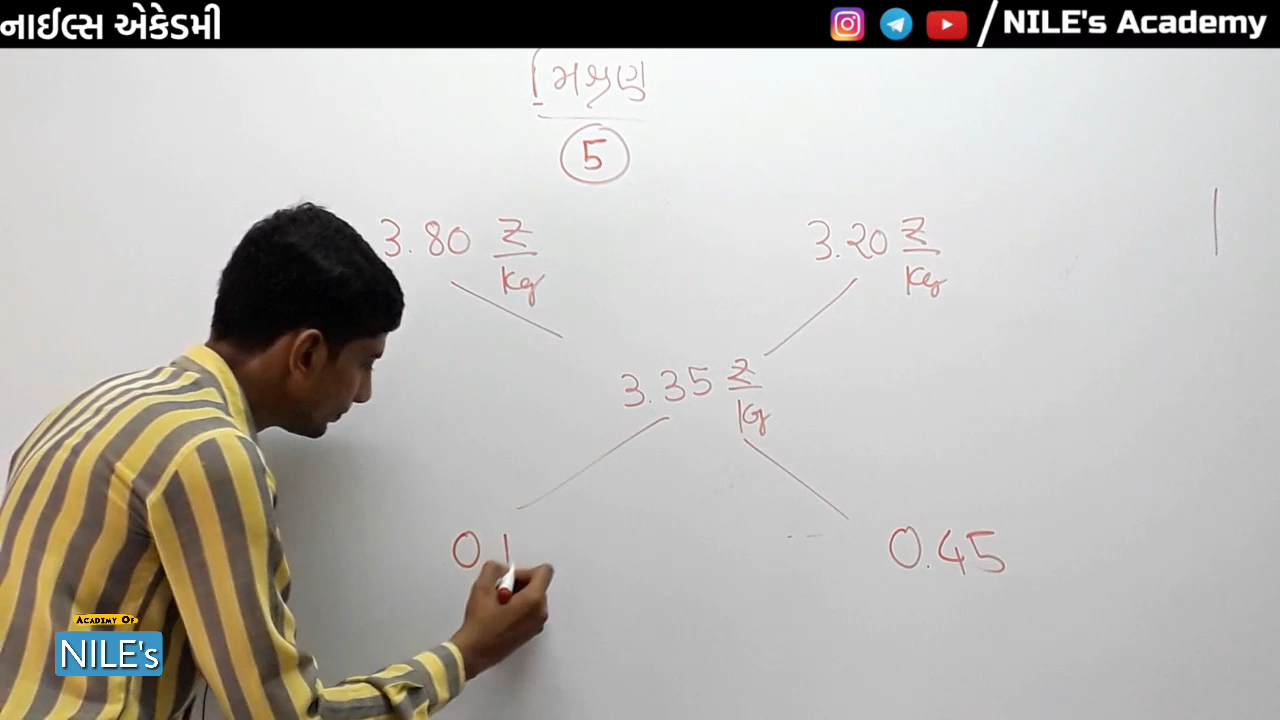 નાઈલ્સ એકેડમી
/ NILE's Academy
મિશ્રણ
5
3.80 ₹/Kg
3.20 ₹/Kg
3.35 ₹/Kg
0.1
0.45
ACADEMY OF
NILE's